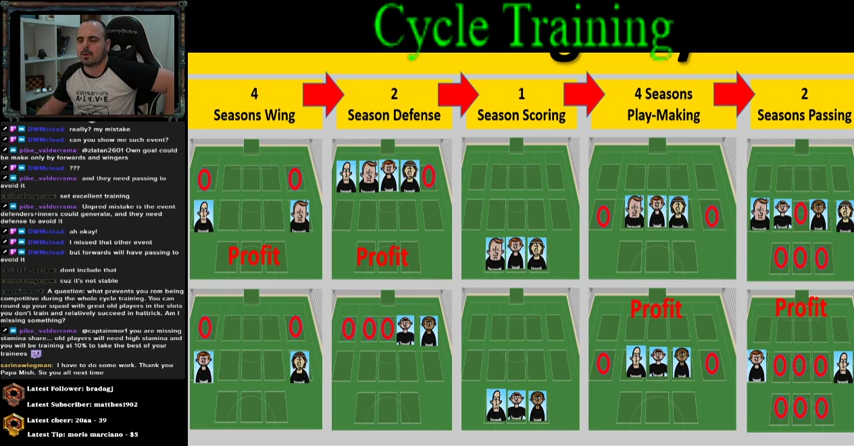 Cycle Training
4
Seasons Wing
2
Season Defense
1
Season Scoring
4 Seasons
Play-Making
2
Seasons Passing
Profit
Profit
Profit
Profit
DWMcloud: really? my mistake
DWMcloud: can you show me such event?
pibe_valderrama: @zlatan2601 Own goal could
be make only by forwards and wingers
DWMcloud: ???
pibe_valderrama: and they need passing to
avoid it
set excellent training
pibe_valderrama: Unpred mistake is the event
defenders+inners could generate, and they need
defense to avoid it
DWMcloud: ah okay!
DWMcloud: I missed that other event
DWMcloud: but forwards will have passing to
avoid it
dont include that
cuz it's not stable
A question: what prevents you rom being
competitive during the whole cycle training. You can
round up your squad with great old players in the slots
you don't train and relatively succeed in hattrick. Am I
missing something?
pibe_valderrama: @captainmorf you are missing
stamina share... old players will need high stamina and
you will be training at 10% to take the best of your
trainees
sarinawlogman: I have to do some work. Thank you
Papa Mish. So you all next time
Latest Follower: bradagj
Latest Subscriber: matthes1902
Latest cheer: 20aa - 39
Latest Tip: moris marciano - $5